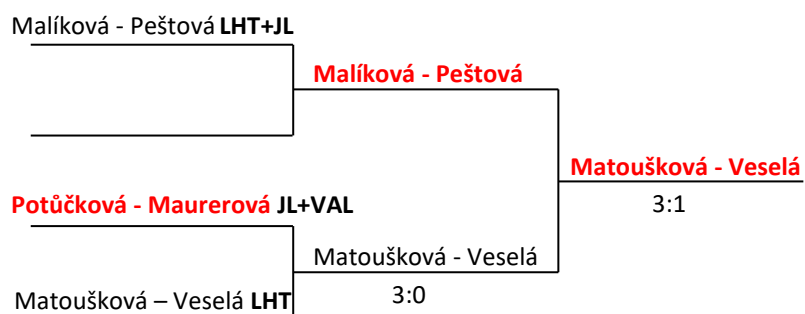 Malíková - Peštová LHT+JL
Malíková - Peštová
Matoušková - Veselá
3:1
Potůčková - Maurerová JL+VAL
Matoušková - Veselá
3:0
Matoušková – Veselá LHT